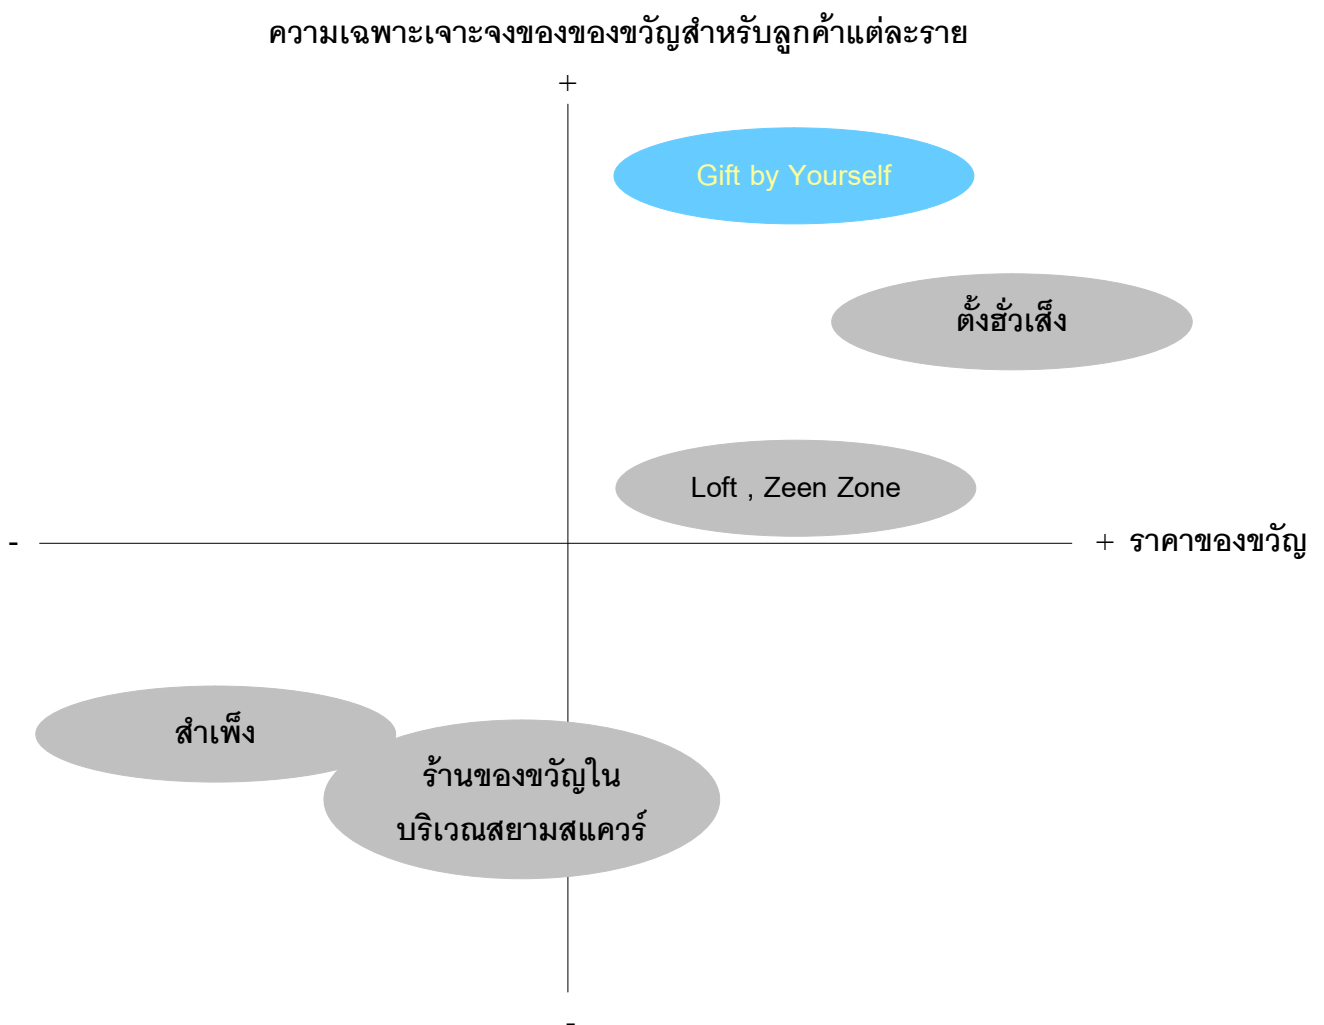 ความเฉพาะเจาะจงของของขวัญสำหรับลูกค้าแต่ละราย
+
Gift by Yourself
ตั้งฮั่วเส็ง
Loft , Zeen Zone
- + ราคาของขวัญ
สำเพ็ง
ร้านของขวัญใน
บริเวณสยามสแควร์
-